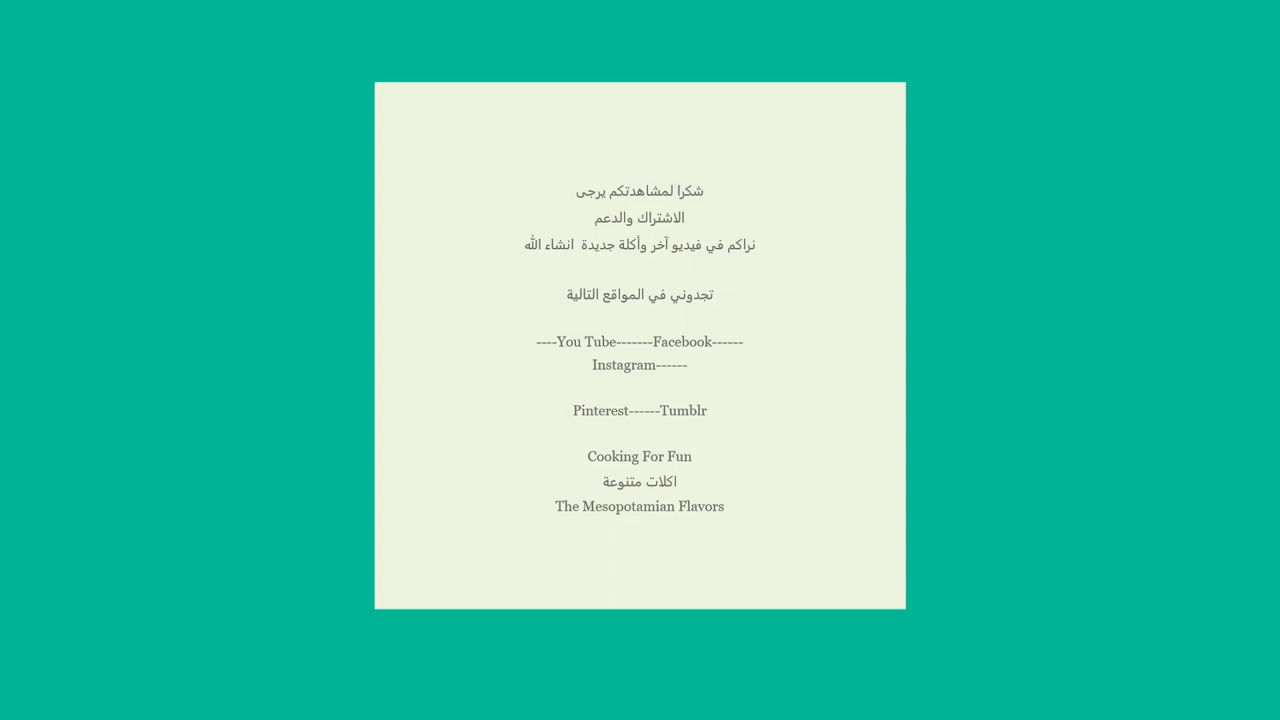 شكرا لمشاهدتكم يرجى
الاشتراك والدعم
نراكم في فيديو آخر وأكلة جديدة  انشاء الله
تجدوني في المواقع التالية
----You Tube-------Facebook------
Instagram------
Pinterest------Tumblr
Cooking For Fun
اكلات متنوعة
The Mesopotamian Flavors